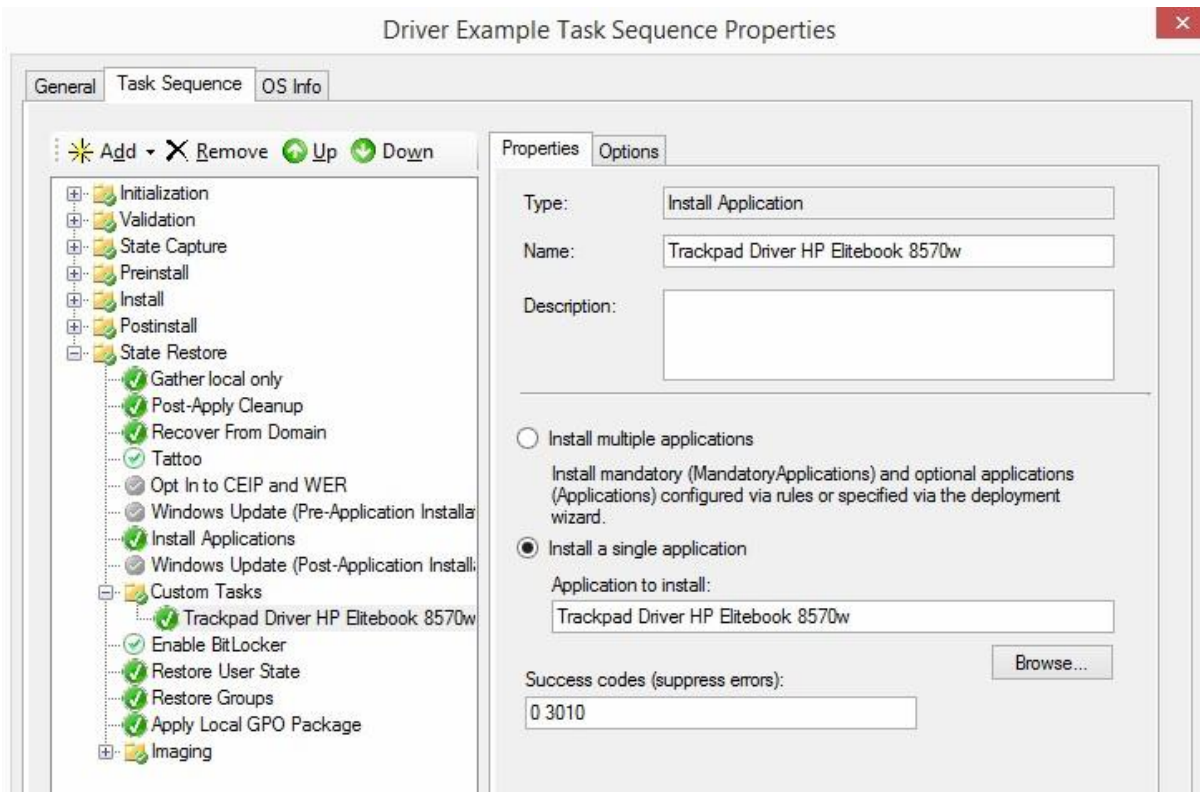 Driver Example Task Sequence Properties
General Task Sequence OS Info
Add Remove Up Down
Initialization
Validation
State Capture
Preinstall
Install
Postinstall
State Restore
Gather local only
Post-Apply Cleanup
Recover From Domain
Tattoo
Opt In to CEIP and WER
Windows Update (Pre-Application Installa
Install Applications
Windows Update (Post-Application Install
Custom Tasks
Trackpad Driver HP Elitebook 8570w
Enable BitLocker
Restore User State
Restore Groups
Apply Local GPO Package
Imaging
Properties Options
Type: Install Application
Name: Trackpad Driver HP Elitebook 8570w
Description:
Install multiple applications
Install mandatory (MandatoryApplications) and optional applications
(Applications) configured via rules or specified via the deployment
wizard.
Install a single application
Application to install:
Trackpad Driver HP Elitebook 8570w
Browse...
Success codes (suppress errors):
0 3010